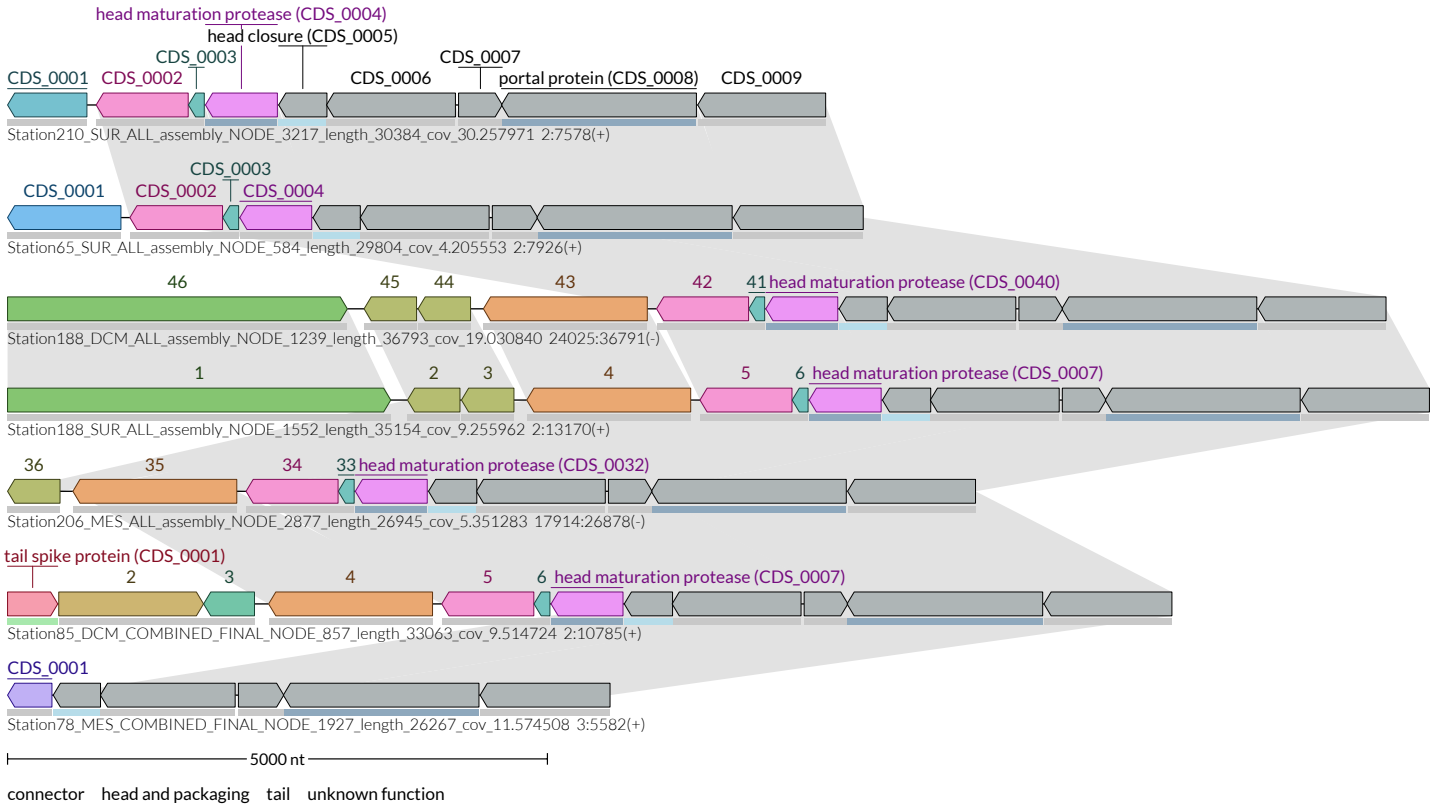 head maturation protease (CDS_0004)
head closure (CDS_0005)
CDS_0003 CDS_0007
CDS_0001 CDS_0002 CDS_0006 portal protein (CDS_0008) CDS_0009
Station210_SUR_ALL_assembly_NODE_3217_length_30384_cov_30.257971 2:7578(+)
CDS_0003
CDS_0001 CDS_0002 CDS_0004
Station65_SUR_ALL_assembly_NODE_584_length_29804_cov_4.205553 2:7926(+)
46 45 44 43 42 41 head maturation protease (CDS_0040)
Station188_DCM_ALL_assembly_NODE_1239_length_36793_cov_19.030840 24025:36791(-)
1 2 3 4 5 6 head maturation protease (CDS_0007)
Station188_SUR_ALL_assembly_NODE_1552_length_35154_cov_9.255962 2:13170(+)
36 35 34 33 head maturation protease (CDS_0032)
Station206_MES_ALL_assembly_NODE_2877_length_26945_cov_5.351283 17914:26878(-)
tail spike protein (CDS_0001)
2 3 4 5 6 head maturation protease (CDS_0007)
Station85_DCM_COMBINED_FINAL_NODE_857_length_33063_cov_9.514724 2:10785(+)
CDS_0001
Station78_MES_COMBINED_FINAL_NODE_1927_length_26267_cov_11.574508 3:5582(+)
5000 nt
connector head and packaging tail unknown function